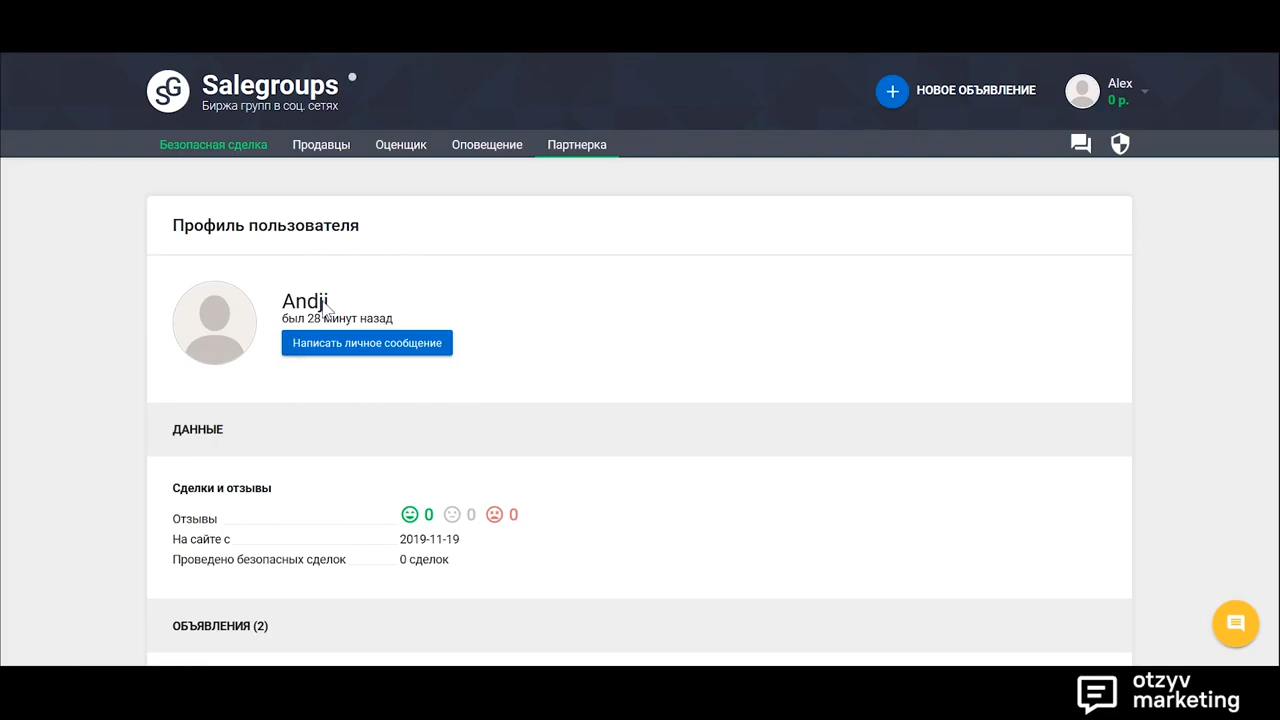 SG
Salegroups
Биржа групп в соц. сетях
НОВОЕ ОБЪЯВЛЕНИЕ
Alex
0 р.
Безопасная сделка Продавцы Оценщик Оповещение Партнерка
Профиль пользователя
Andji
был 28 минут назад
Написать личное сообщение
ДАННЫЕ
Сделки и отзывы
Отзывы 0 0 0
На сайте с 2019-11-19
Проведено безопасных сделок 0 сделок
ОБЪЯВЛЕНИЯ (2)
otzyv
marketing